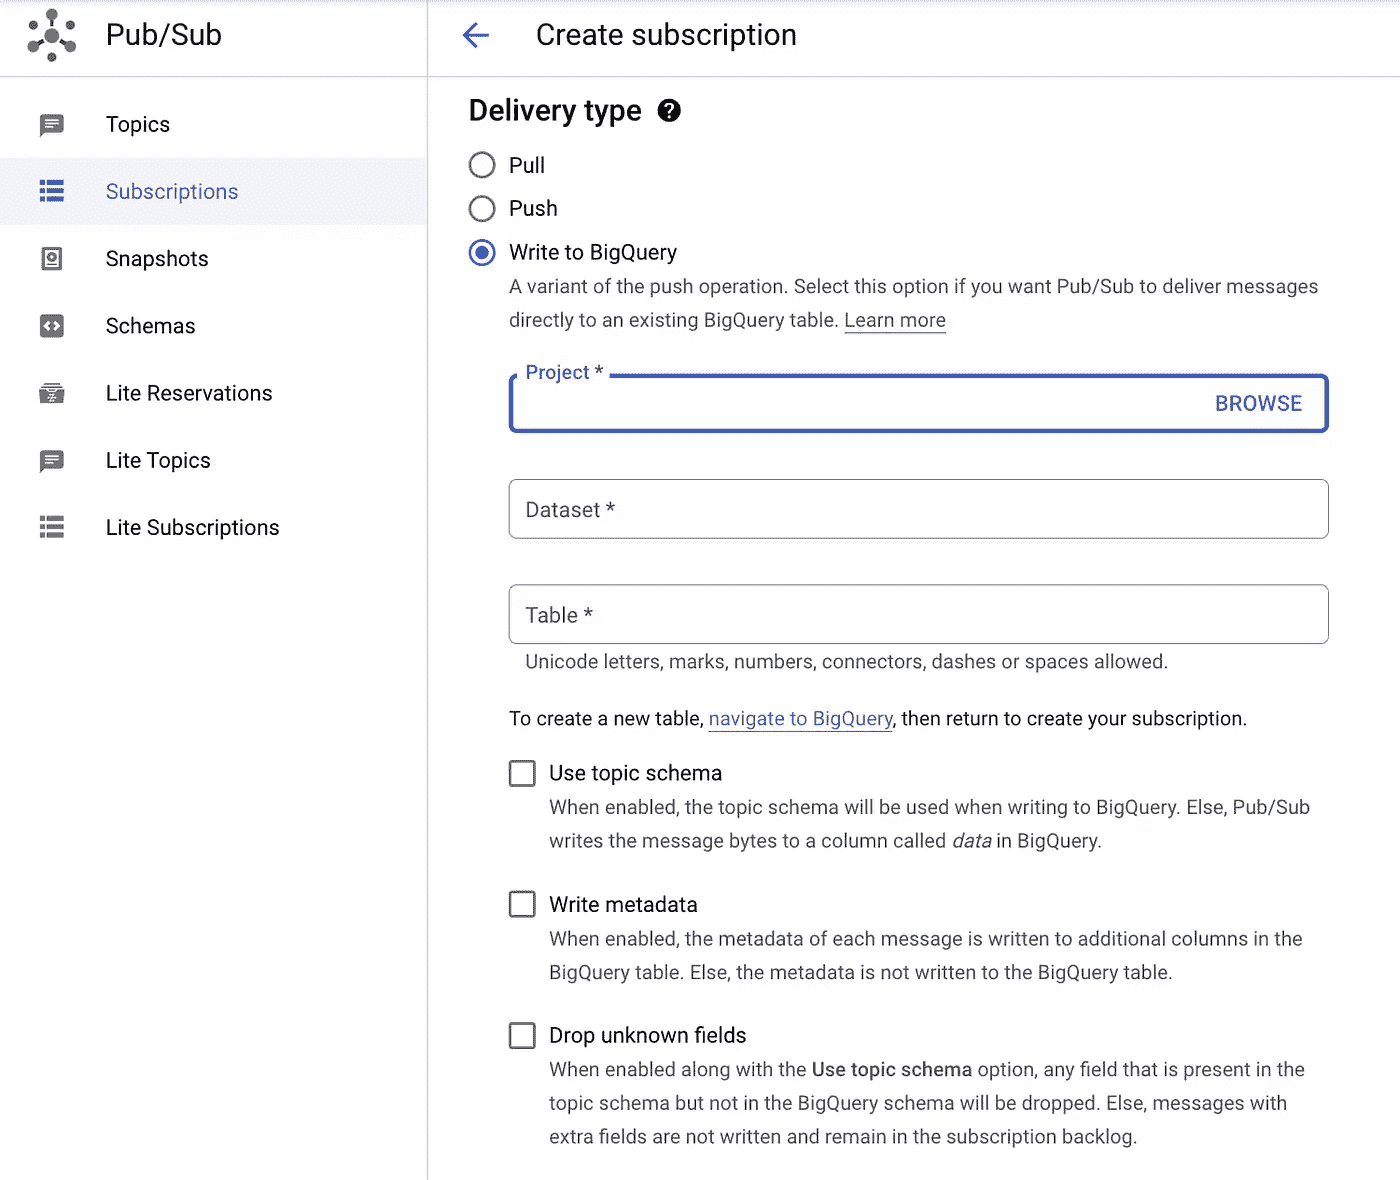 Pub/Sub
Create subscription
Topics
Subscriptions
Snapshots
Schemas
Lite Reservations
Lite Topics
Lite Subscriptions
Delivery type ?
Pull
Push
Write to BigQuery
A variant of the push operation. Select this option if you want Pub/Sub to deliver messages
directly to an existing BigQuery table. Learn more
Project *
BROWSE
Dataset *
Table *
Unicode letters, marks, numbers, connectors, dashes or spaces allowed.
To create a new table, navigate to BigQuery, then return to create your subscription.
Use topic schema
When enabled, the topic schema will be used when writing to BigQuery. Else, Pub/Sub
writes the message bytes to a column called data in BigQuery.
Write metadata
When enabled, the metadata of each message is written to additional columns in the
BigQuery table. Else, the metadata is not written to the BigQuery table.
Drop unknown fields
When enabled along with the Use topic schema option, any field that is present in the
topic schema but not in the BigQuery schema will be dropped. Else, messages with
extra fields are not written and remain in the subscription backlog.